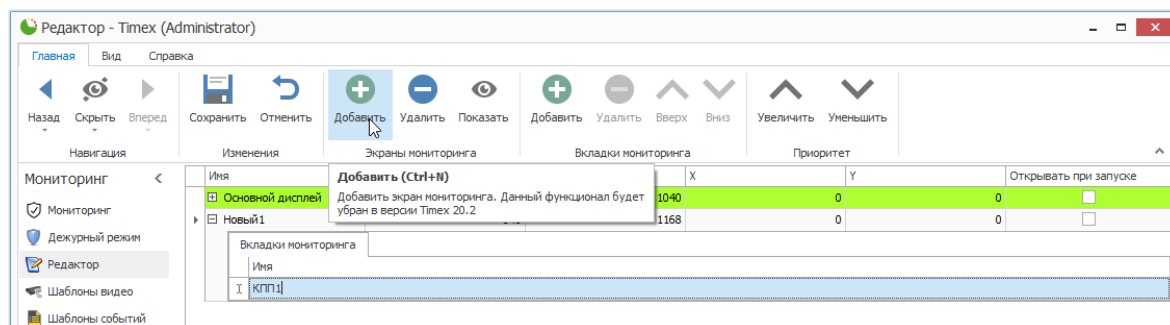 Редактор - Timex (Administrator)
Главная Вид Справка
Назад Скрыть Вперед Сохранить Отменить Добавить Удалить Показать Добавить Удалить Вверх Вниз Увеличить Уменьшить
Навигация Изменения Экраны мониторинга Вкладки мониторинга Приоритет
Мониторинг
Имя X Y Открывать при запуске
Добавить (Ctrl+N)
Добавить экран мониторинга. Данный функционал будет
убран в версии Timex 20.2
Основной дисплей 1040 0 0
Новый1 1168 0 0
Мониторинг
Дежурный режим
Редактор
Шаблоны видео
Шаблоны событий
Вкладки мониторинга
Имя
КПП1